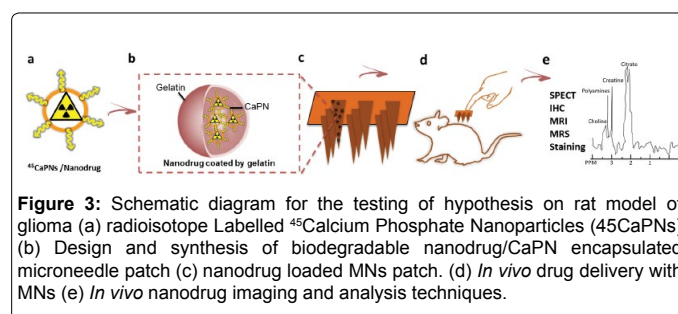 a
b
c
d
e
Gelatin
CaPN
⁴⁵CaPNs /Nanodrug
Nanodrug coated by gelatin
SPECT
IHC
MRI
MRS
Staining
Citrate
Creatine
Polyamines
Choline
PPM 3 2 1
Figure 3: Schematic diagram for the testing of hypothesis on rat model of
glioma (a) radioisotope Labelled ⁴⁵Calcium Phosphate Nanoparticles (45CaPNs)
(b) Design and synthesis of biodegradable nanodrug/CaPN encapsulated
microneedle patch (c) nanodrug loaded MNs patch. (d) In vivo drug delivery with
MNs (e) In vivo nanodrug imaging and analysis techniques.